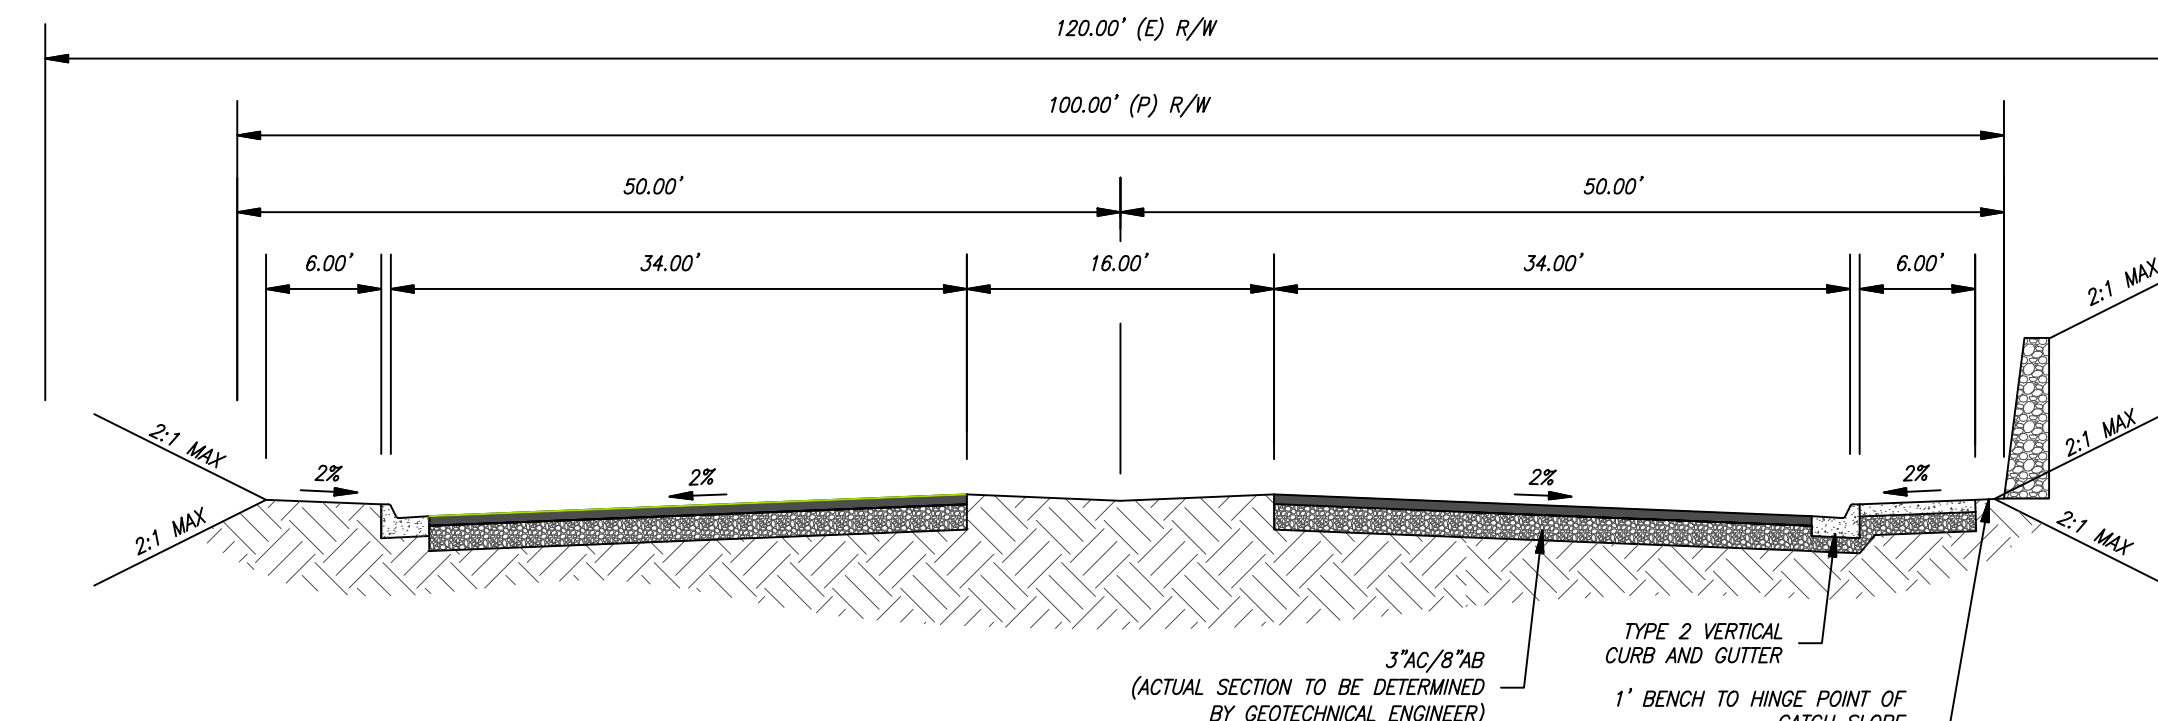 120.00' (E) R/W
100.00' (P) R/W
50.00'
50.00'
6.00'
34.00'
16.00'
34.00'
6.00'
2:1 MAX
2:1 MAX
2:1 MAX
2:1 MAX
2:1 MAX
2%
2%
2%
2%
TYPE 2 VERTICAL
CURB AND GUTTER
3"AC/8"AB
(ACTUAL SECTION TO BE DETERMINED
BY GEOTECHNICAL ENGINEER)
1' BENCH TO HINGE POINT OF
CATCH SLOPE